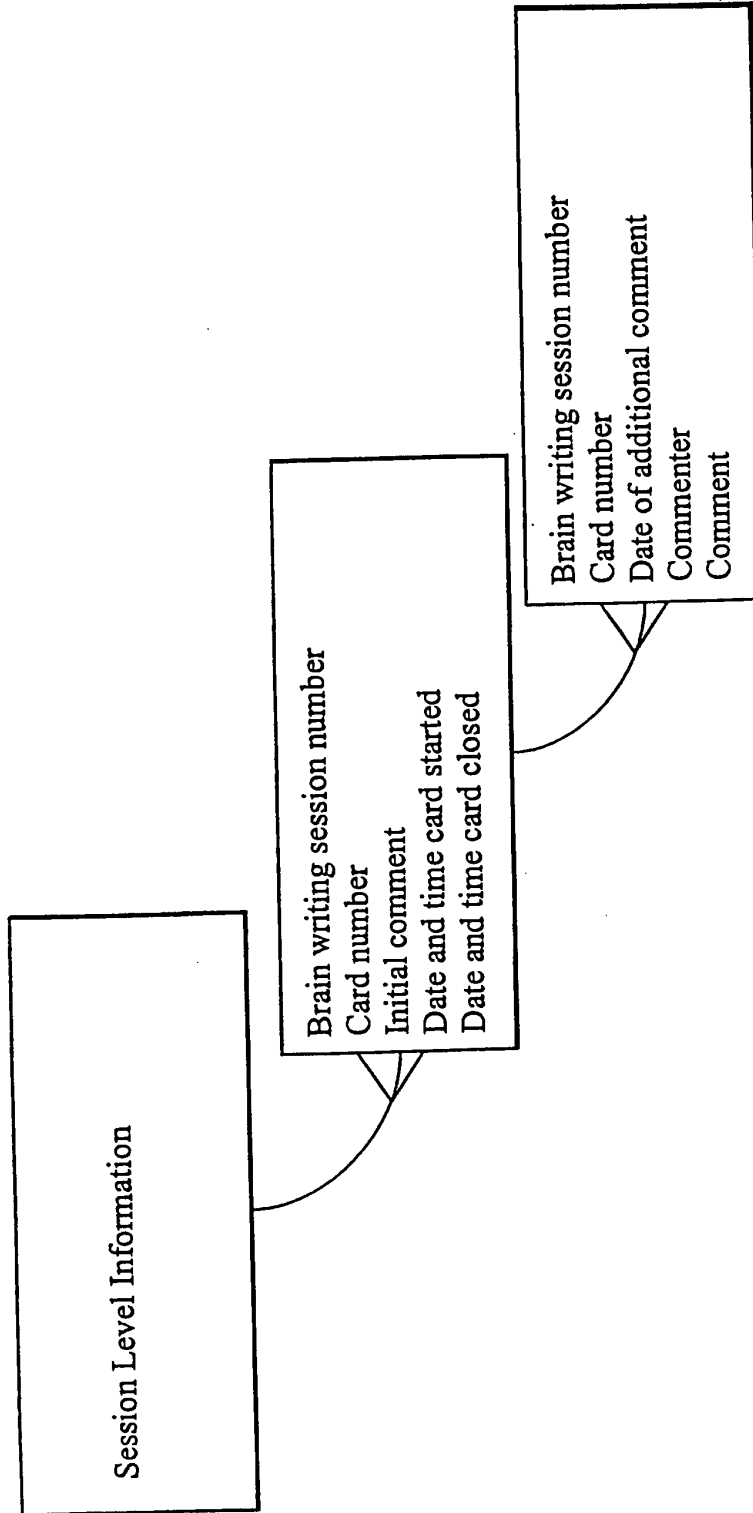 Session Level Information
Brain writing session number
Card number
Initial comment
Date and time card started
Date and time card closed
Brain writing session number
Card number
Date of additional comment
Commenter
Comment